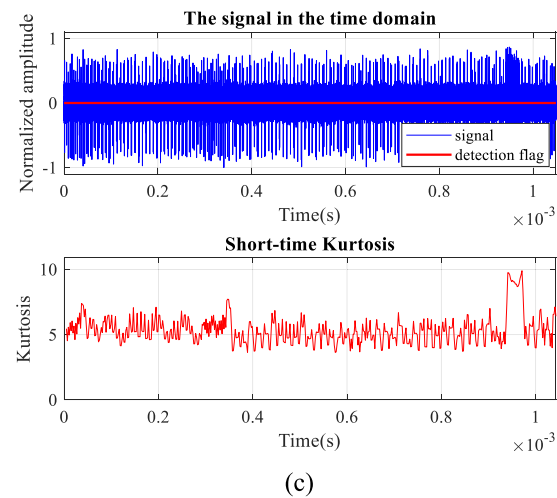 The signal in the time domain
Normalized amplitude
1
0
-1
signal
detection flag
0 0.2 0.4 0.6 0.8 1
Time(s)
×10⁻³
Short-time Kurtosis
Kurtosis
10
5
0
0 0.2 0.4 0.6 0.8 1
Time(s)
×10⁻³
(c)